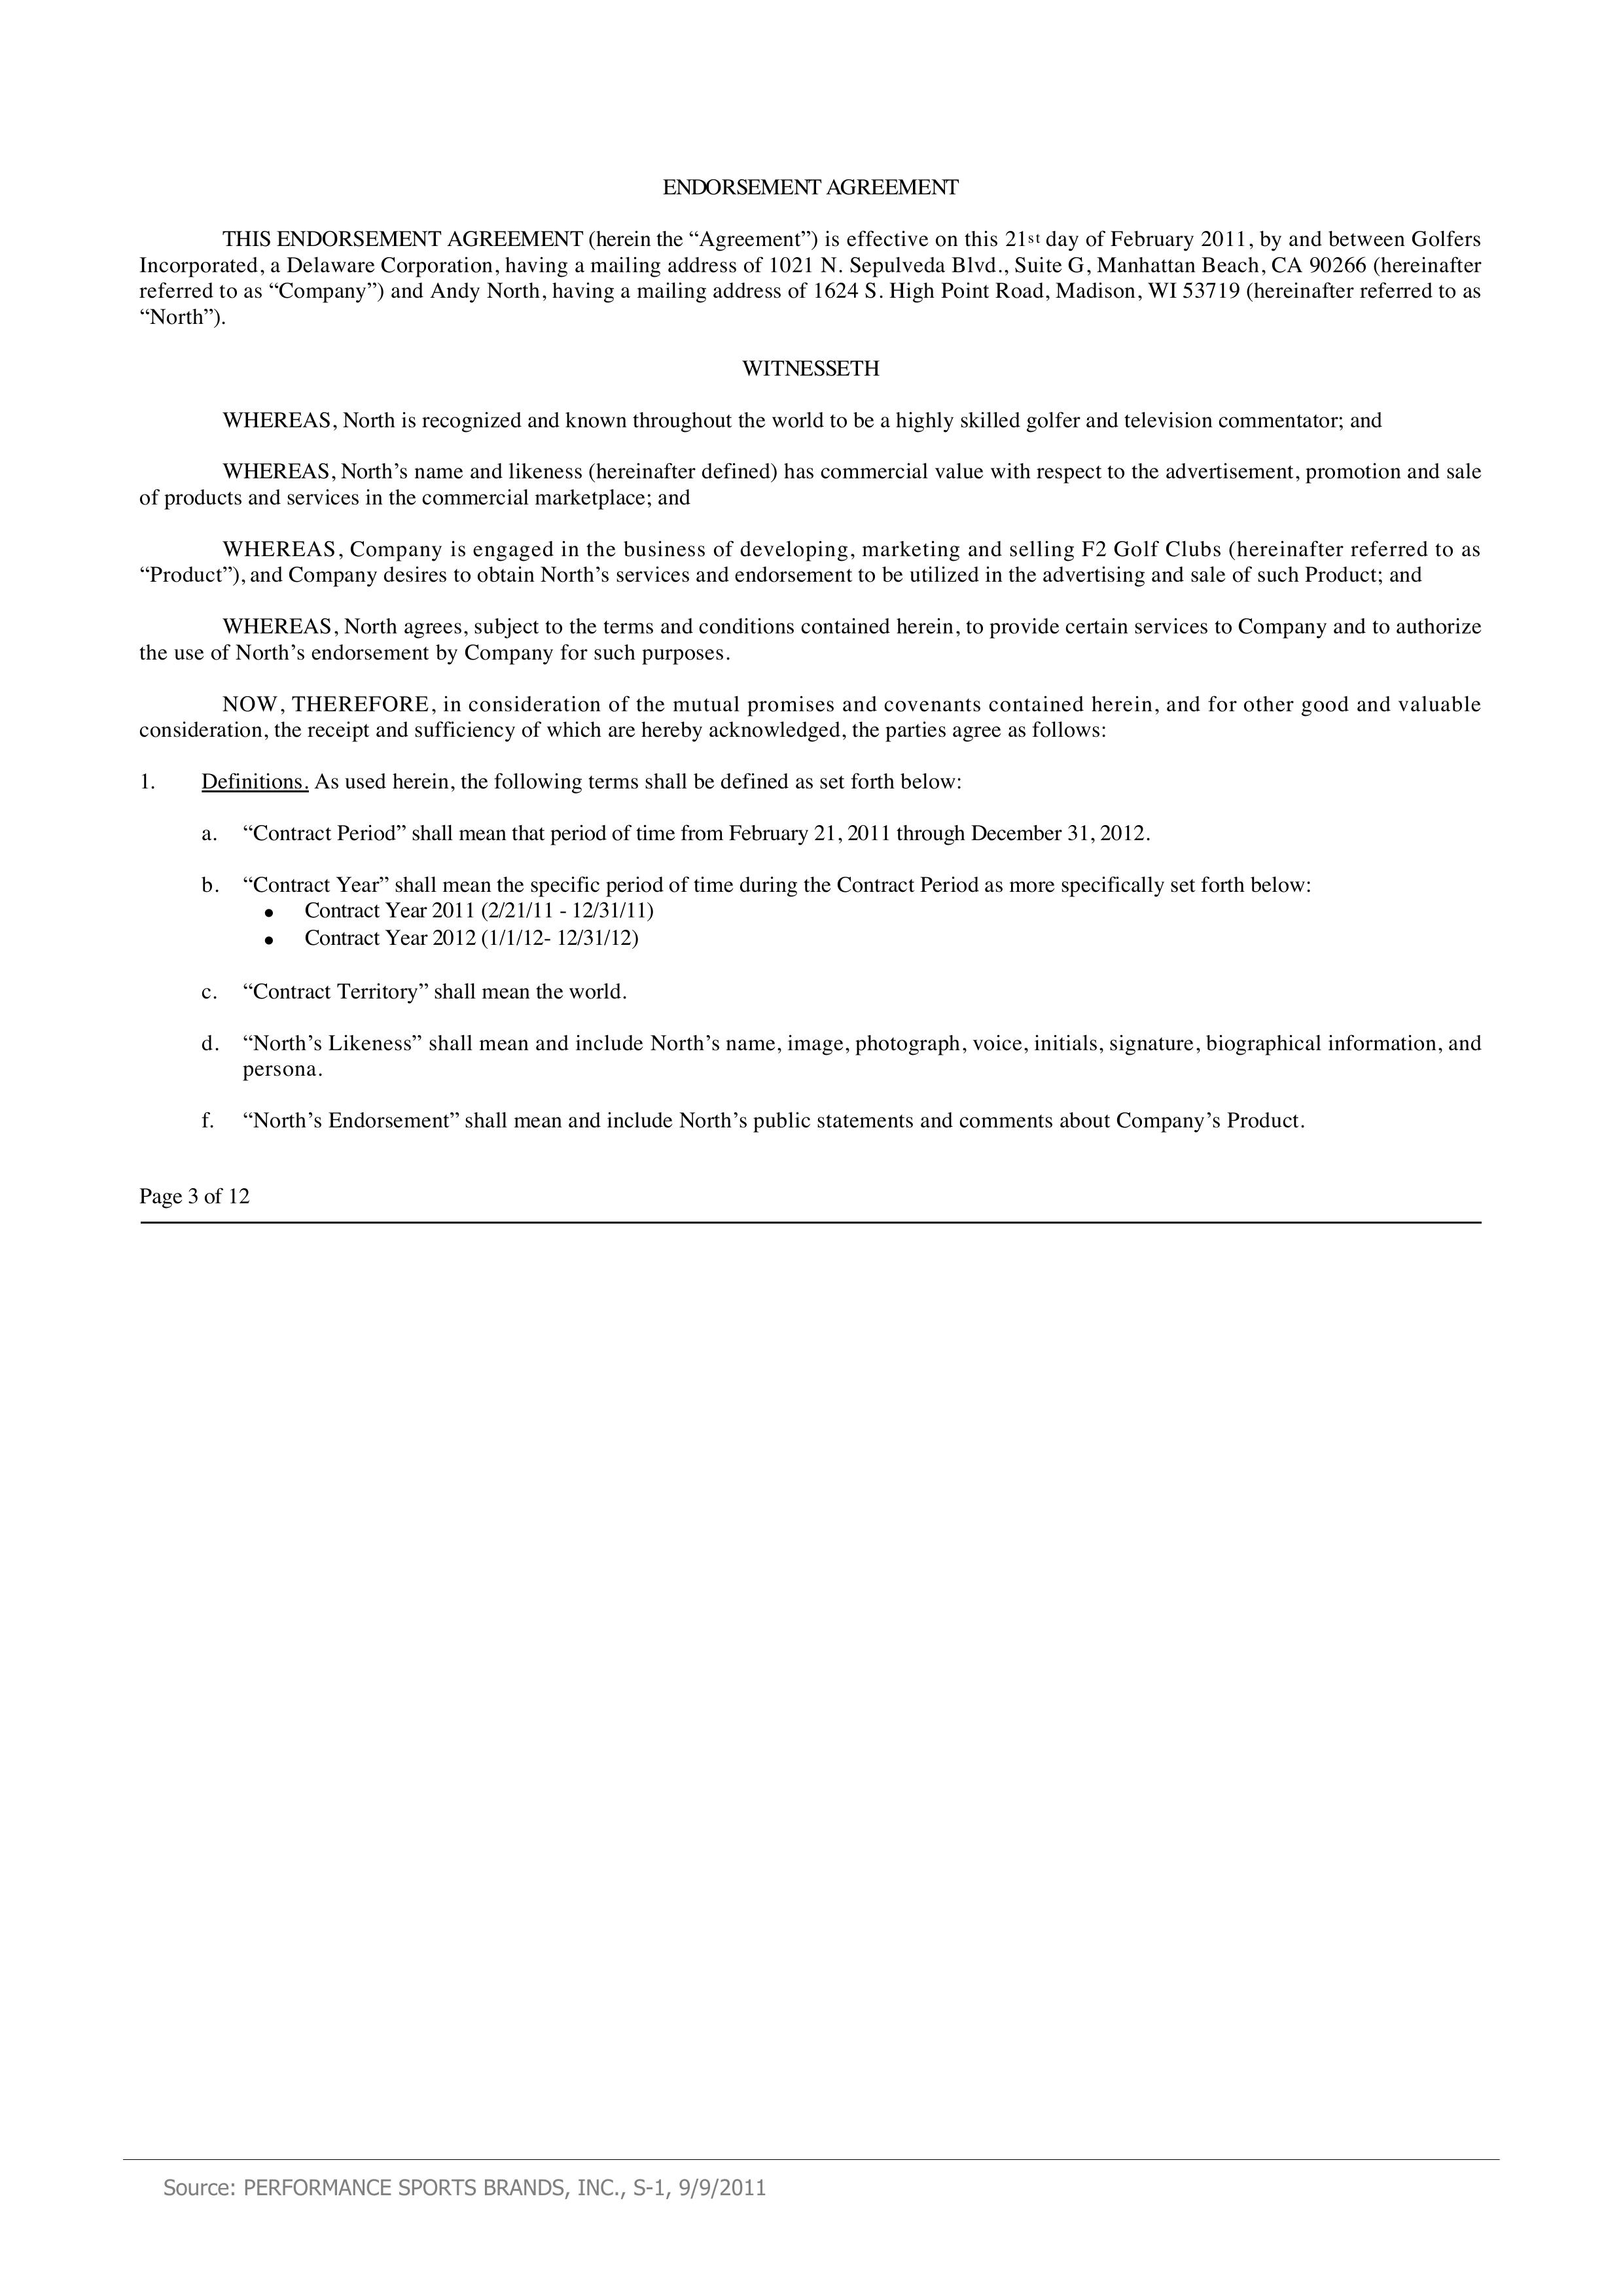 ENDORSEMENT AGREEMENT
THIS ENDORSEMENT AGREEMENT (herein the “Agreement”) is effective on this 21st day of February 2011, by and between Golfers
Incorporated, a Delaware Corporation, having a mailing address of 1021 N. Sepulveda Blvd., Suite G, Manhattan Beach, CA 90266 (hereinafter
referred to as “Company”) and Andy North, having a mailing address of 1624 S. High Point Road, Madison, WI 53719 (hereinafter referred to as
“North”).
WITNESSETH
WHEREAS, North is recognized and known throughout the world to be a highly skilled golfer and television commentator; and
WHEREAS, North’s name and likeness (hereinafter defined) has commercial value with respect to the advertisement, promotion and sale
of products and services in the commercial marketplace; and
WHEREAS, Company is engaged in the business of developing, marketing and selling F2 Golf Clubs (hereinafter referred to as
“Product”), and Company desires to obtain North’s services and endorsement to be utilized in the advertising and sale of such Product; and
WHEREAS, North agrees, subject to the terms and conditions contained herein, to provide certain services to Company and to authorize
the use of North’s endorsement by Company for such purposes.
NOW, THEREFORE, in consideration of the mutual promises and covenants contained herein, and for other good and valuable
consideration, the receipt and sufficiency of which are hereby acknowledged, the parties agree as follows:
1. Definitions. As used herein, the following terms shall be defined as set forth below:
a. “Contract Period” shall mean that period of time from February 21, 2011 through December 31, 2012.
b. “Contract Year” shall mean the specific period of time during the Contract Period as more specifically set forth below:
● Contract Year 2011 (2/21/11 - 12/31/11)
● Contract Year 2012 (1/1/12- 12/31/12)
c. “Contract Territory” shall mean the world.
d. “North’s Likeness” shall mean and include North’s name, image, photograph, voice, initials, signature, biographical information, and
persona.
f. “North’s Endorsement” shall mean and include North’s public statements and comments about Company’s Product.
Page 3 of 12
Source: PERFORMANCE SPORTS BRANDS, INC., S-1, 9/9/2011